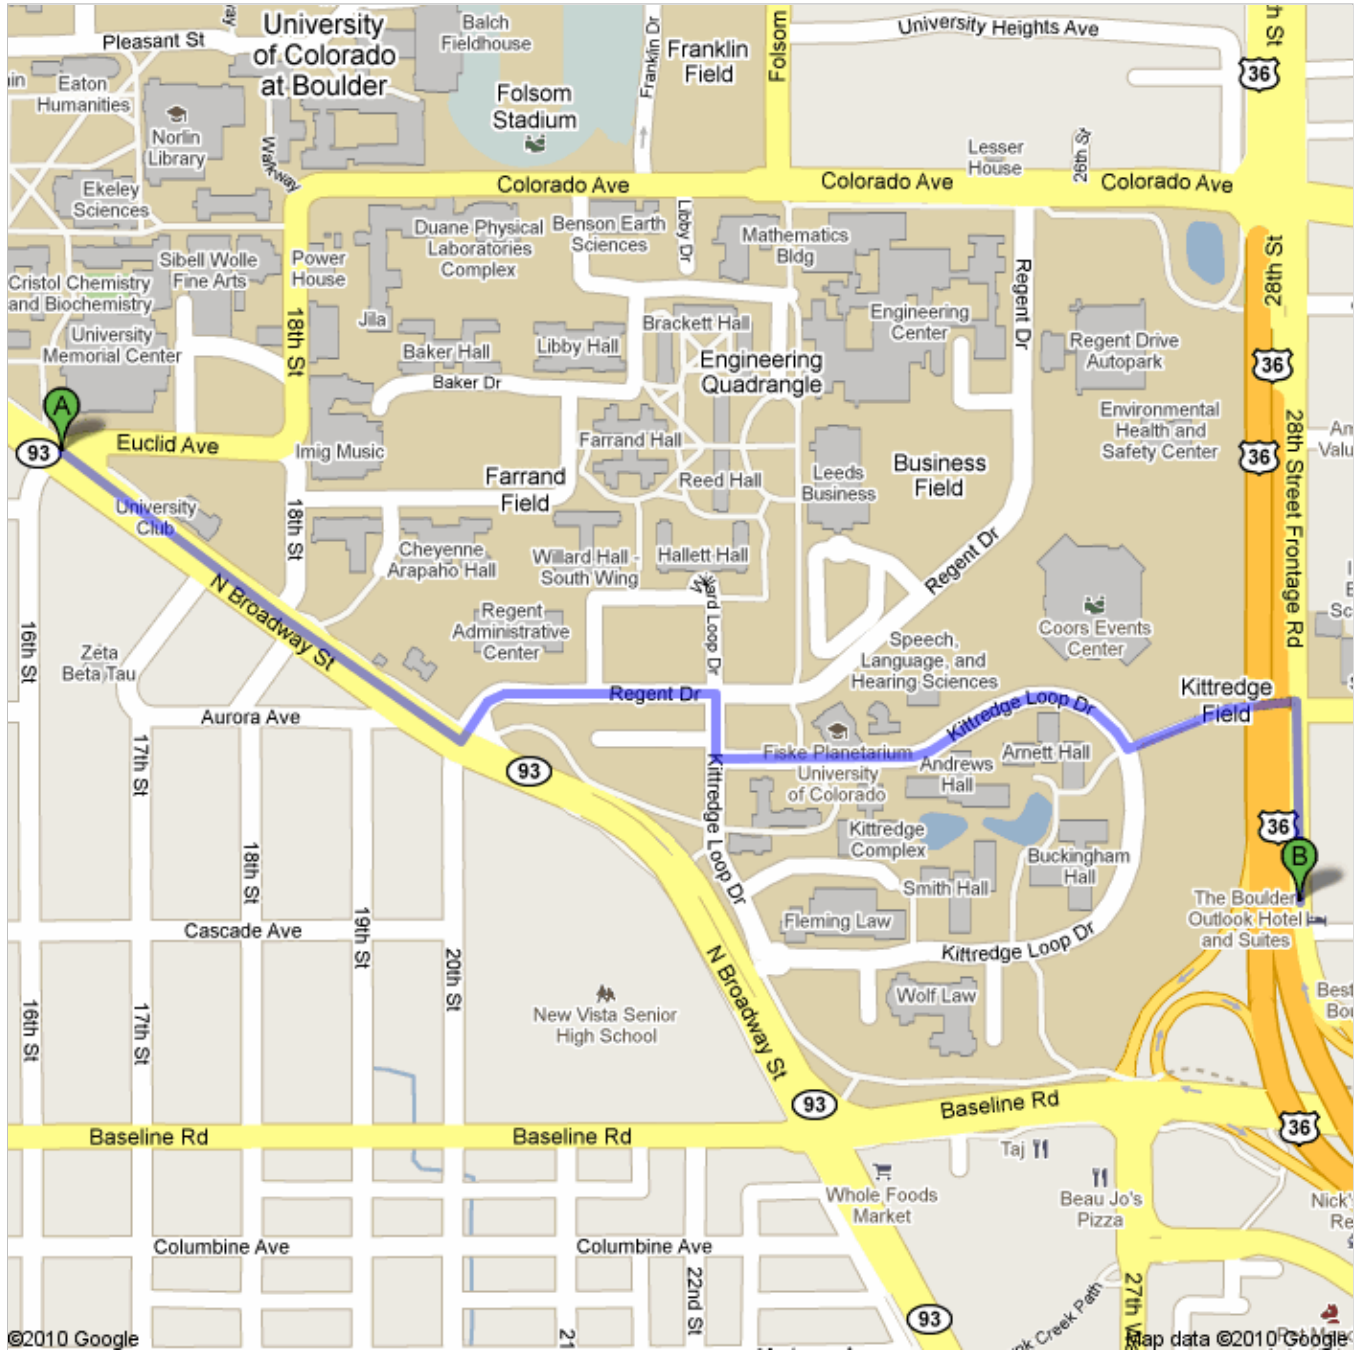 University
of Colorado
at Boulder
Pleasant St
Balch
Fieldhouse
Franklin Dr
Franklin
Field
Folsom
University Heights Ave
36
Eaton
Humanities
Norlin
Library
Walkway
Folsom
Stadium
Lesser
House
26th St
Ekeley
Sciences
Colorado Ave
Colorado Ave
Colorado Ave
Duane Physical
Laboratories
Complex
Benson Earth
Sciences
Libby Dr
Mathematics
Bldg
Sibell Wolle
Fine Arts
Power
House
Cristol Chemistry
and Biochemistry
28th St
Regent Dr
18th St
Jila
Brackett Hall
Engineering
Center
University
Memorial Center
Baker Hall
Libby Hall
Regent Drive
Autopark
36
Engineering
Quadrangle
Baker Dr
A
Environmental
Health and
Safety Center
28th Street Frontage Rd
93
Euclid Ave
Imig Music
Farrand Hall
36
Farrand
Field
Reed Hall
Leeds
Business
Business
Field
University
Club
18th St
Cheyenne
Arapaho Hall
Willard Hall -
South Wing
Hallett Hall
Regent Dr
N Broadway St
Regent
Administrative
Center
Coors Events
Center
16th St
Zeta
Beta Tau
Speech,
Language, and
Hearing Sciences
Regent Dr
Kittredge
Field
Aurora Ave
Kittredge Loop Dr
17th St
93
Fiske Planetarium
University
of Colorado
Andrews
Hall
Arnett Hall
Kittredge Loop Dr
18th St
Kittredge
Complex
Buckingham
Hall
36
B
Smith Hall
The Boulder
Outlook Hotel
and Suites
Fleming Law
Cascade Ave
19th St
20th St
Kittredge Loop Dr
N Broadway St
Wolf Law
16th St
17th St
New Vista Senior
High School
93
Baseline Rd
Baseline Rd
Baseline Rd
36
Taj
Whole Foods
Market
Beau Jo's
Pizza
Columbine Ave
Columbine Ave
22nd St
93
©2010 Google
Map data ©2010 Google